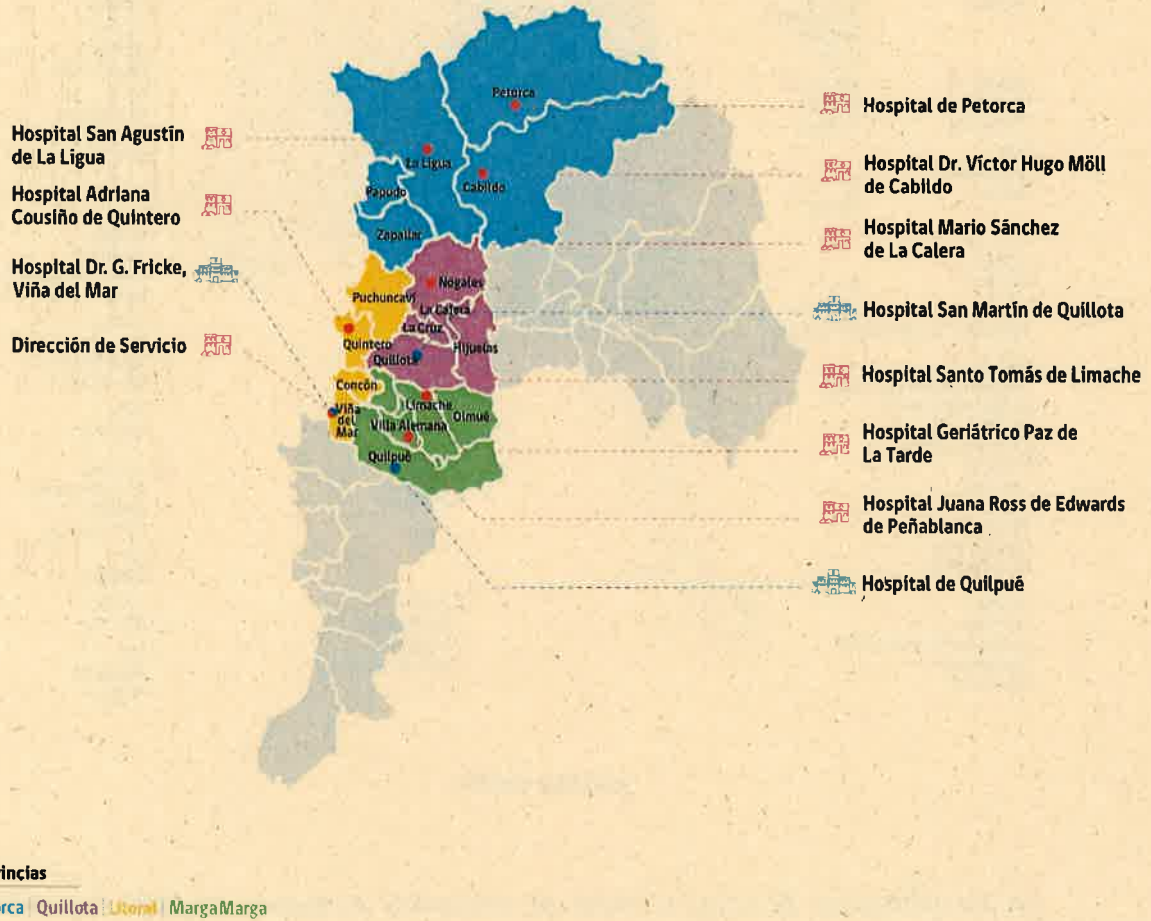 Hospital San Agustín
de La Ligua
Hospital Adriana
Cousiño de Quintero
Hospital Dr. G. Fricke,
Viña del Mar
Dirección de Servicio
Petorca
La Ligua
Cabildo
Papudo
Zapallar
Nogales
Puchuncaví
La Calera
La Cruz
Quintero
Hijuelas
Quillota
Concón
Limache
Olmué
Viña
del
Mar
Villa Alemana
Quilpué
Hospital de Petorca
Hospital Dr. Víctor Hugo Möll
de Cabildo
Hospital Mario Sánchez
de La Calera
Hospital San Martín de Quillota
Hospital Santo Tomás de Limache
Hospital Geriátrico Paz de
La Tarde
Hospital Juana Ross de Edwards
de Peñablanca
Hospital de Quilpué
rincias
orca | Quillota | Litoral | MargaMarga